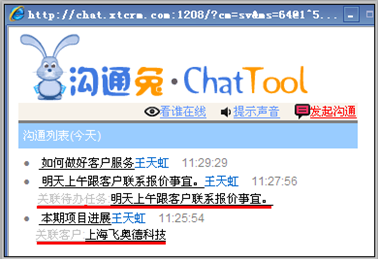 http://chat.xtcrm.com:1208/?cm=sv&ms=64@1^5...
沟通兔·ChatTool
看谁在线 提示声音 发起沟通
沟通列表(今天)
如何做好客户服务王天虹 11:29:29
明天上午跟客户联系报价事宜。王天虹 11:27:56
关联待办任务:明天上午跟客户联系报价事宜。
本期项目进展王天虹 11:25:54
关联客户:上海飞奥德科技